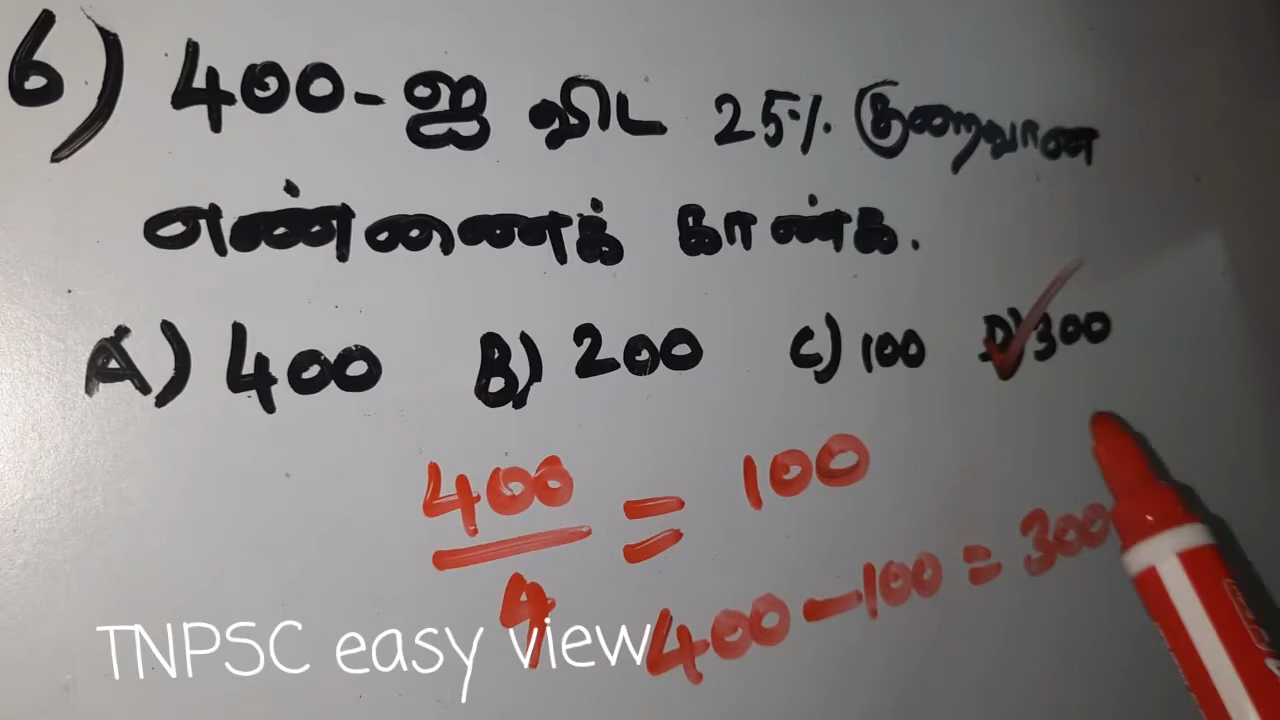 6) 400-ஐ விட 25% குறைவான
எண்ணைக் காண்க.
A) 400 B) 200 C) 100 D) 300
400/4 = 100
400-100=300
TNPSC easy view